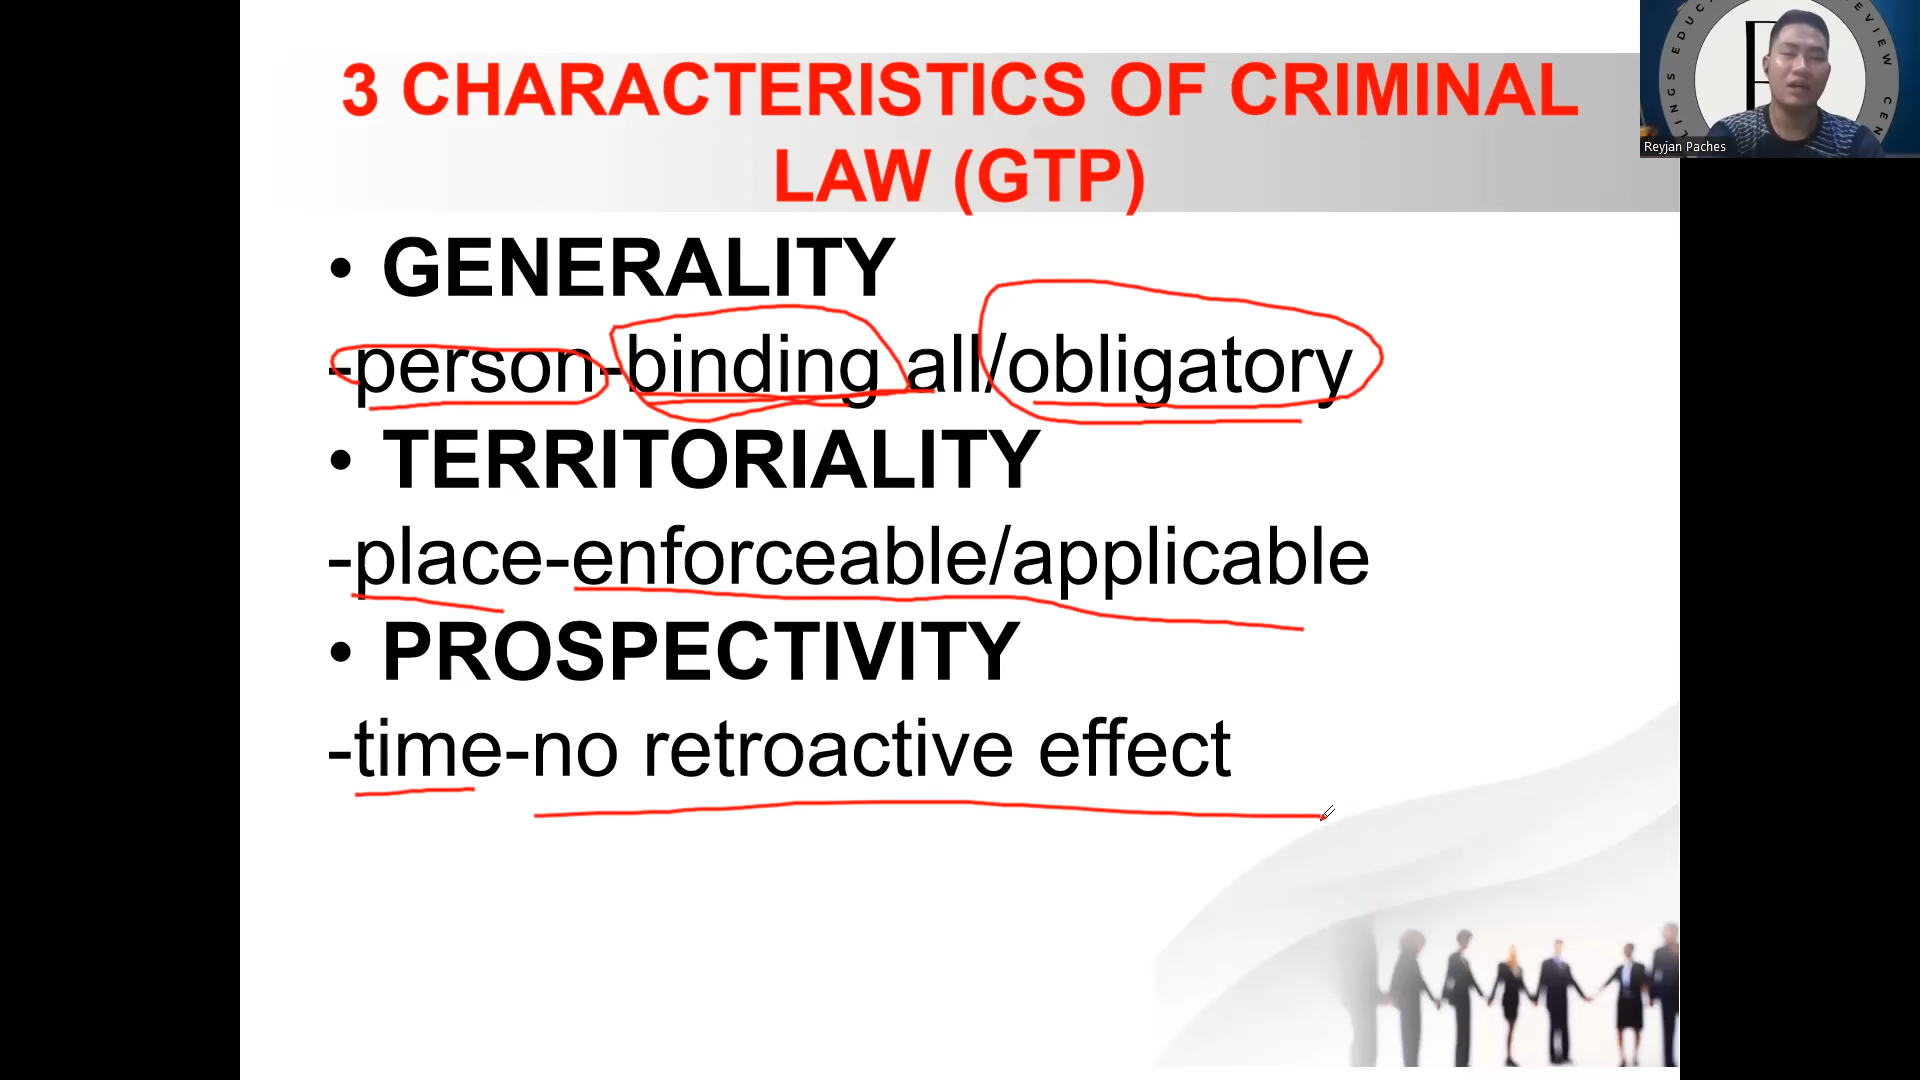 3 CHARACTERISTICS OF CRIMINAL
LAW (GTP)
• GENERALITY
-person-binding all/obligatory
• TERRITORIALITY
-place-enforceable/applicable
• PROSPECTIVITY
-time-no retroactive effect
Reyjan Paches